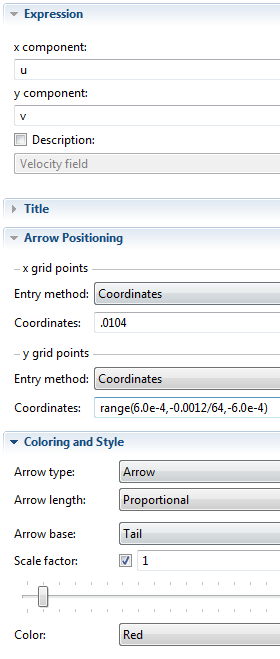 Expression
x component:
u
y component:
v
Description:
Velocity field
Title
Arrow Positioning
x grid points
Entry method: Coordinates
Coordinates: .0104
y grid points
Entry method: Coordinates
Coordinates: range(6.0e-4,-0.0012/64,-6.0e-4)
Coloring and Style
Arrow type: Arrow
Arrow length: Proportional
Arrow base: Tail
Scale factor: 1
Color: Red